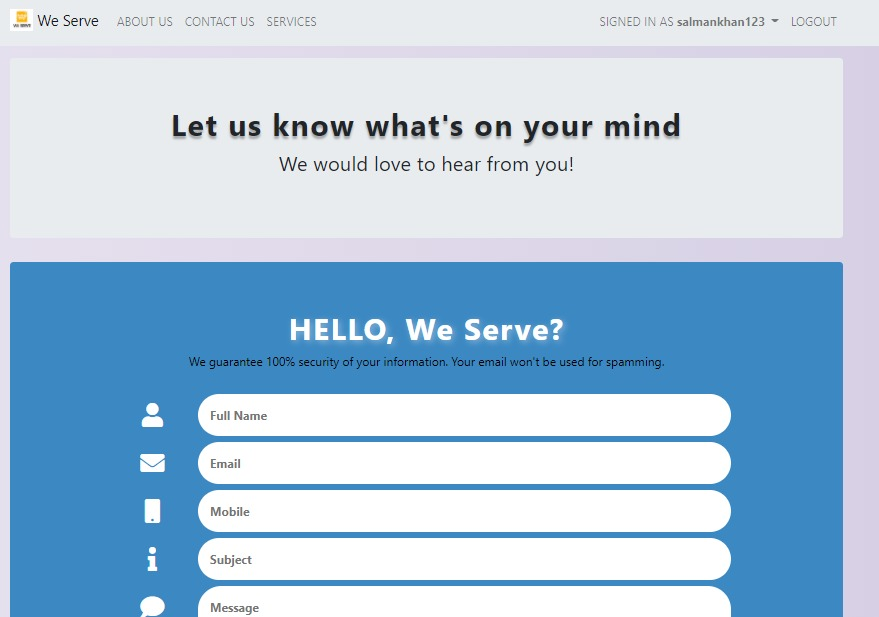 We Serve ABOUT US CONTACT US SERVICES SIGNED IN AS salmankhan123 LOGOUT
Let us know what's on your mind
We would love to hear from you!
HELLO, We Serve?
We guarantee 100% security of your information. Your email won't be used for spamming.
Full Name
Email
Mobile
Subject
Message